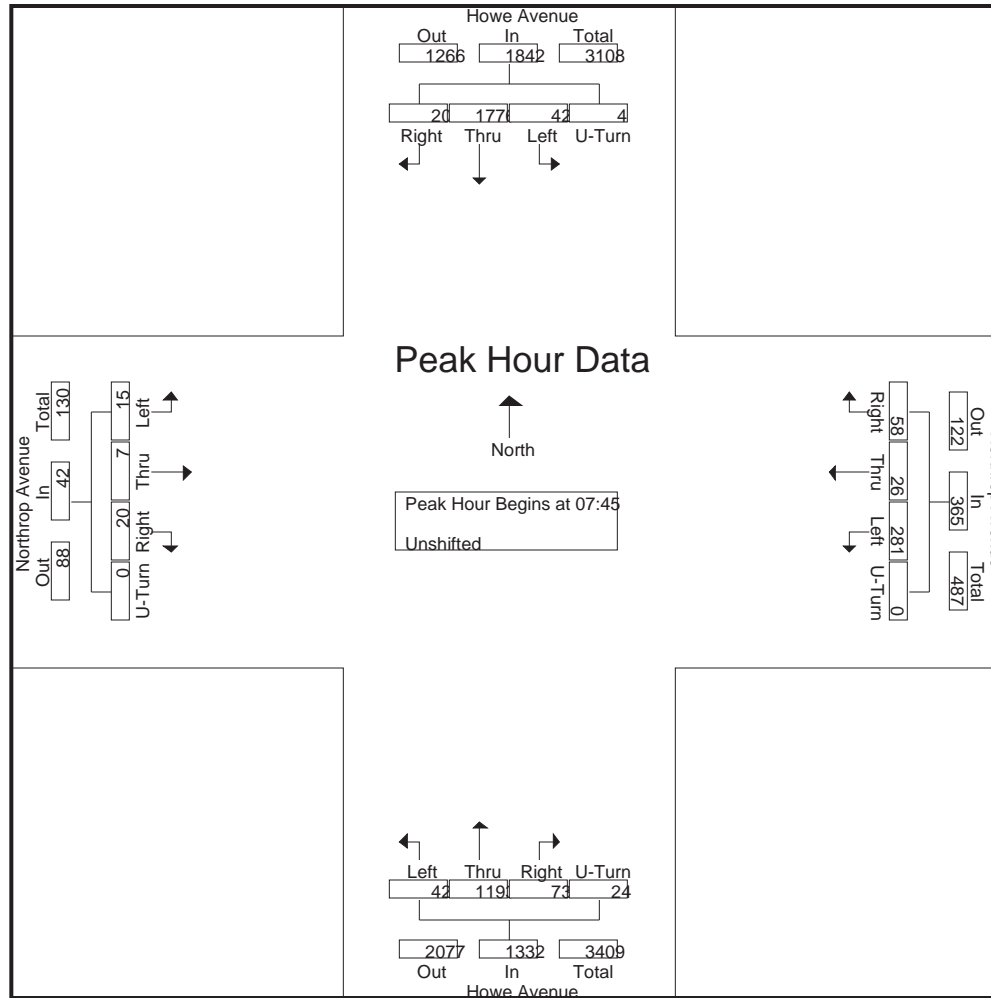 Howe Avenue
Out In Total
1266 1842 3108
20 1776 42 4
Right Thru Left U-Turn
Peak Hour Data
North
Peak Hour Begins at 07:45
Unshifted
Northrop Avenue
Out In Total
88 42 130
0 20 7 15
U-Turn Right Thru Left
Out In Total
122 365 487
58 26 281 0
Right Thru Left U-Turn
Left Thru Right U-Turn
42 1193 73 24
2077 1332 3409
Out In Total
Howe Avenue